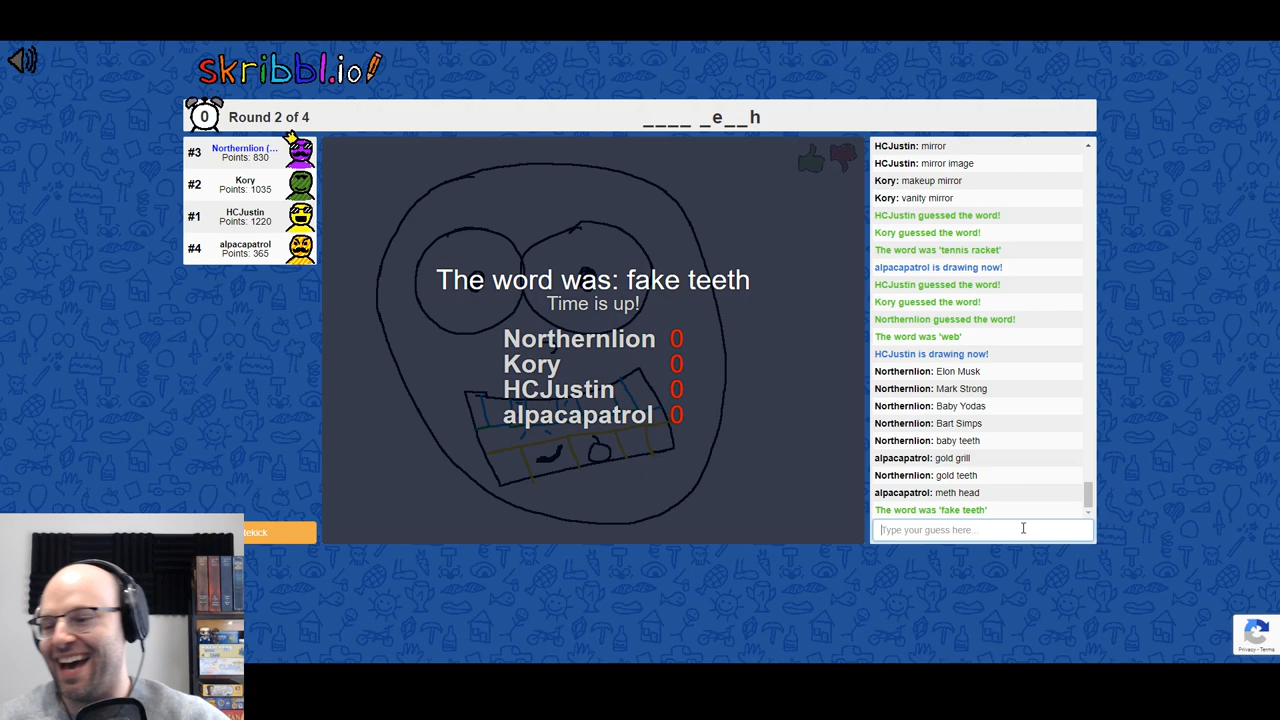 skribbl.io
0
Round 2 of 4
____ _e__h
#3
Northernlion (...
Points: 830
#2
Kory
Points: 1035
#1
HCJustin
Points: 1220
#4
alpacapatrol
Points: 365
The word was: fake teeth
Time is up!
Northernlion 0
Kory 0
HCJustin 0
alpacapatrol 0
HCJustin: mirror
HCJustin: mirror image
Kory: makeup mirror
Kory: vanity mirror
HCJustin guessed the word!
Kory guessed the word!
The word was 'tennis racket'
alpacapatrol is drawing now!
HCJustin guessed the word!
Kory guessed the word!
Northernlion guessed the word!
The word was 'web'
HCJustin is drawing now!
Northernlion: Elon Musk
Northernlion: Mark Strong
Northernlion: Baby Yodas
Northernlion: Bart Simps
Northernlion: baby teeth
alpacapatrol: gold grill
Northernlion: gold teeth
alpacapatrol: meth head
The word was 'fake teeth'
Type your guess here...
Privacy - Terms